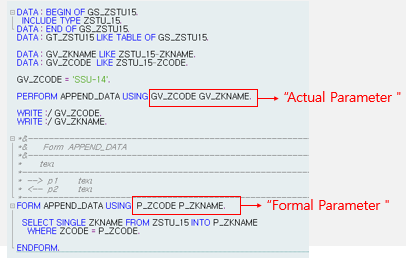 DATA: BEGIN OF GS_ZSTU15.
INCLUDE TYPE ZSTU_15.
DATA: END OF GS_ZSTU15.
DATA: GT_ZSTU15 LIKE TABLE OF GS_ZSTU15.
DATA: GV_ZKNAME LIKE ZSTU_15-ZKNAME.
DATA: GV_ZCODE LIKE ZSTU_15-ZCODE.
GV_ZCODE = 'SSU-14'.
PERFORM APPEND_DATA USING GV_ZCODE GV_ZKNAME. "Actual Parameter "
WRITE :/ GV_ZCODE.
WRITE :/ GV_ZKNAME.
*&---------------------------------------------------------------------
*& Form APPEND_DATA
*&---------------------------------------------------------------------
* text
*----------------------------------------------------------------------
* --> p1 text
* <-- p2 text
*----------------------------------------------------------------------
FORM APPEND_DATA USING P_ZCODE P_ZKNAME. "Formal Parameter "
SELECT SINGLE ZKNAME FROM ZSTU_15 INTO P_ZKNAME
WHERE ZCODE = P_ZCODE.
ENDFORM.